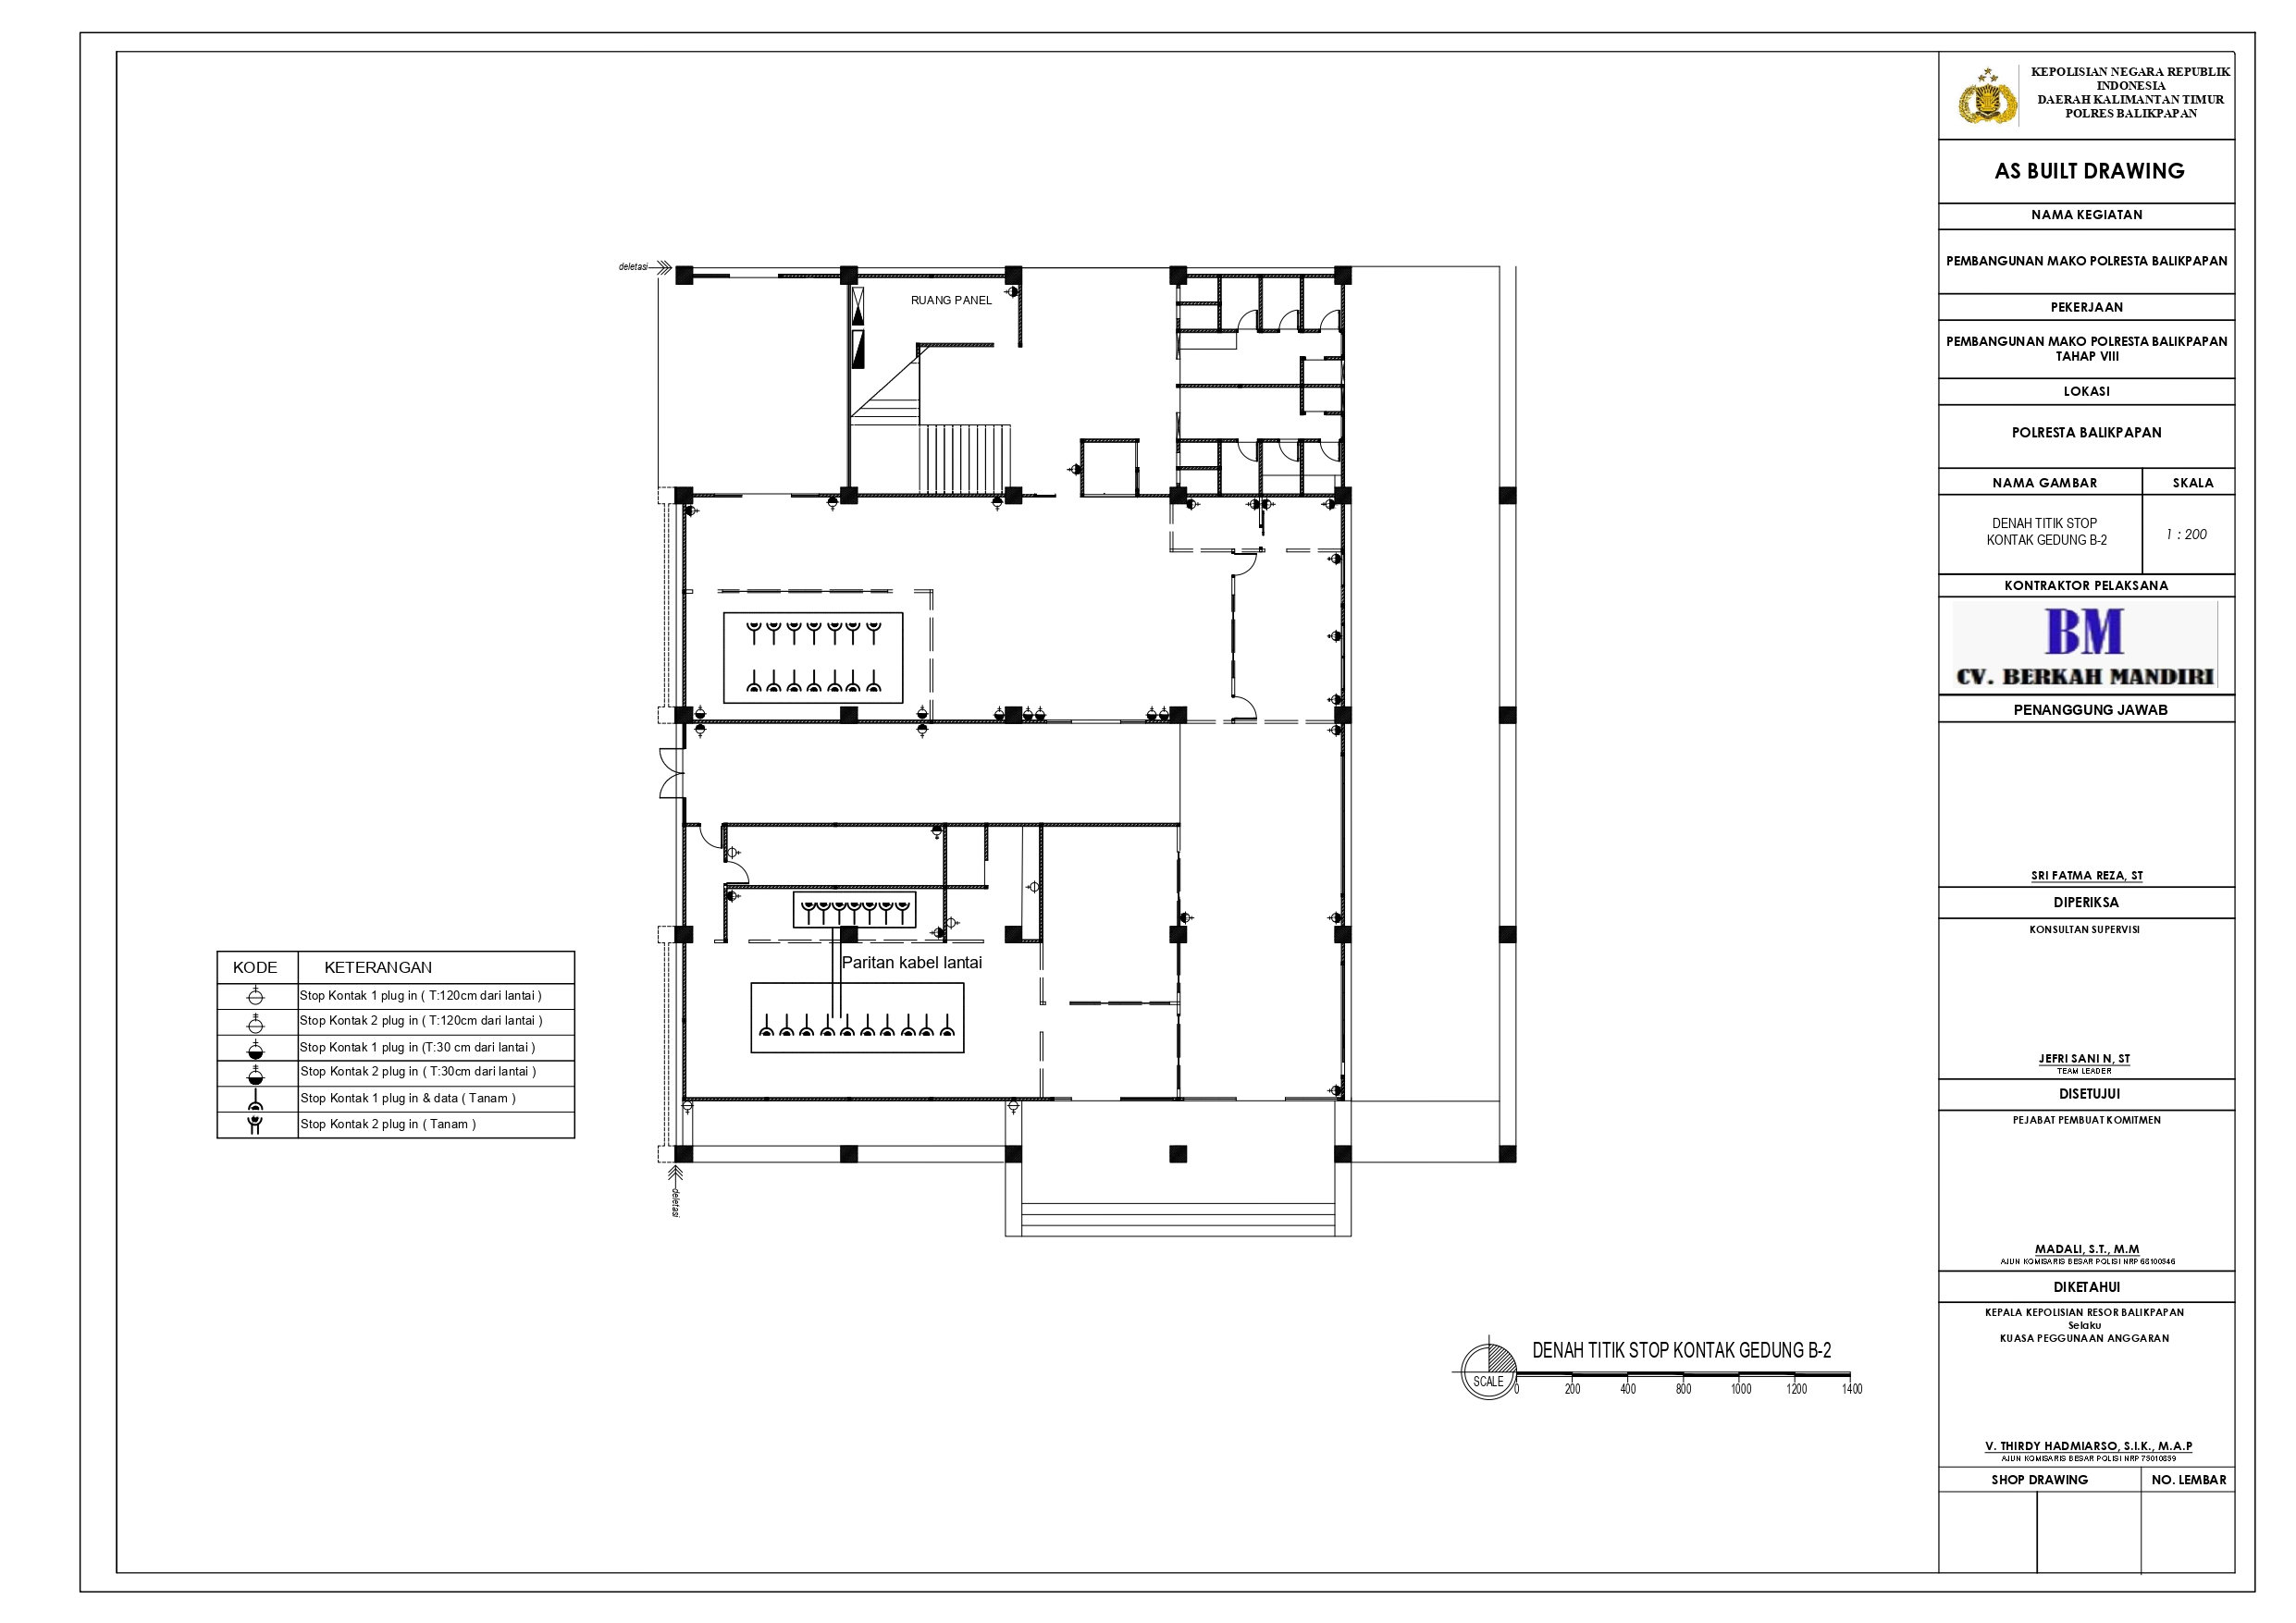 KEPOLISIAN NEGARA REPUBLIK
INDONESIA
DAERAH KALIMANTAN TIMUR
POLRES BALIKPAPAN
AS BUILT DRAWING
NAMA KEGIATAN
PEMBANGUNAN MAKO POLRESTA BALIKPAPAN
PEKERJAAN
PEMBANGUNAN MAKO POLRESTA BALIKPAPAN
TAHAP VIII
LOKASI
POLRESTA BALIKPAPAN
NAMA GAMBAR
SKALA
DENAH TITIK STOP
KONTAK GEDUNG B-2
1 : 200
KONTRAKTOR PELAKSANA
BM
CV. BERKAH MANDIRI
PENANGGUNG JAWAB
SRI FATMA REZA, ST
DIPERIKSA
KONSULTAN SUPERVISI
JEFRI SANI N, ST
TEAM LEADER
DISETUJUI
PEJABAT PEMBUAT KOMITMEN
MADALI, S.T., M.M
AJUN KOMISARIS BESAR POLISI NRP 68100346
DIKETAHUI
KEPALA KEPOLISIAN RESOR BALIKPAPAN
Selaku
KUASA PEGGUNAAN ANGGARAN
V. THIRDY HADMIARSO, S.I.K., M.A.P
AJUN KOMISARIS BESAR POLISI NRP
SHOP DRAWING
NO. LEMBAR
deletasi
RUANG PANEL
Paritan kabel lantai
deletasi
KODE
KETERANGAN
Stop Kontak 1 plug in ( T:120cm dari lantai )
Stop Kontak 2 plug in ( T:120cm dari lantai )
Stop Kontak 1 plug in (T:30 cm dari lantai )
Stop Kontak 2 plug in ( T:30cm dari lantai )
Stop Kontak 1 plug in & data ( Tanam )
Stop Kontak 2 plug in ( Tanam )
DENAH TITIK STOP KONTAK GEDUNG B-2
SCALE
0 200 400 800 1000 1200 1400